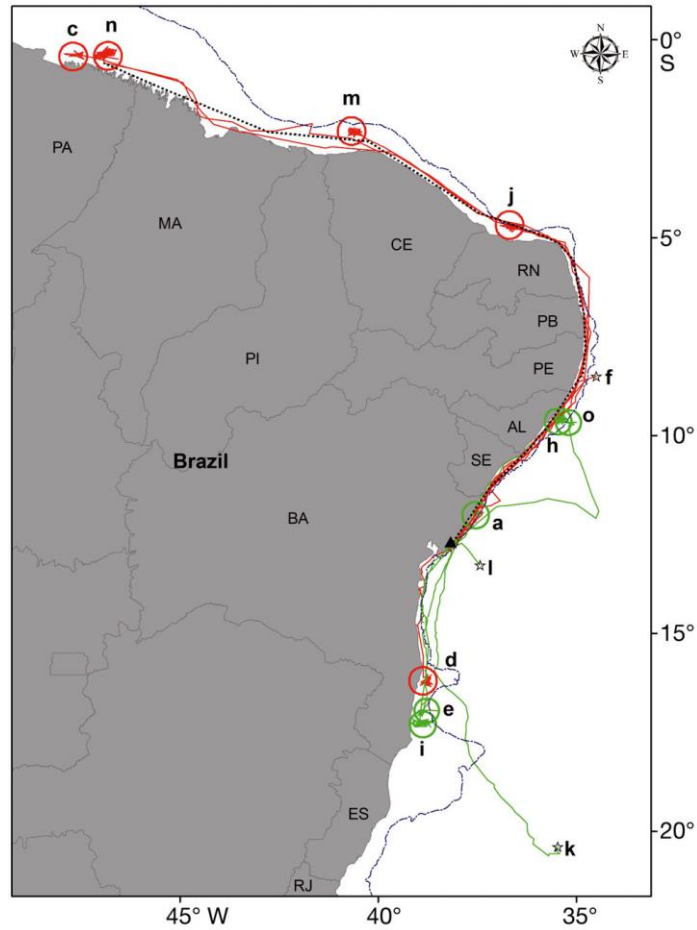 c n
0°
S
N
W E
S
m
PA
j
MA
CE
5°
RN
PB
PI
PE
f
AL
o
10°
h
Brazil
SE
a
BA
l
15°
d
e
i
ES
20°
k
RJ
45° W 40° 35°